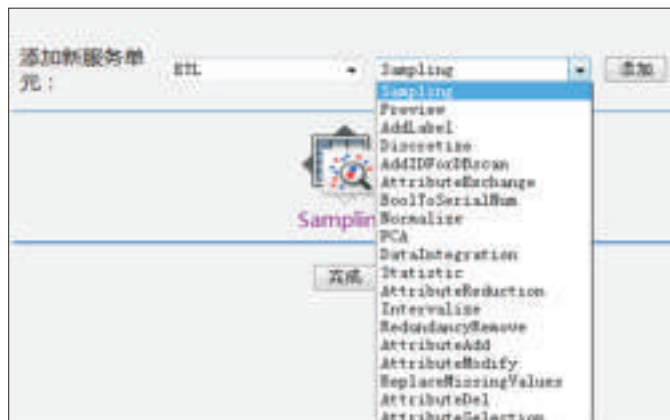 添加新服务单
元：
ETL
Sampling
添加
Sampling
Preview
AddLabel
Discretize
AddIDForDBscan
AttributeExchange
BoolToSerialNum
Normalize
PCA
DataIntegration
Statistic
AttributeReduction
Intervalize
RedundancyRemove
AttributeAdd
AttributeModify
ReplaceMissingValues
AttributeDel
AttributeSelection
Samplin
完成